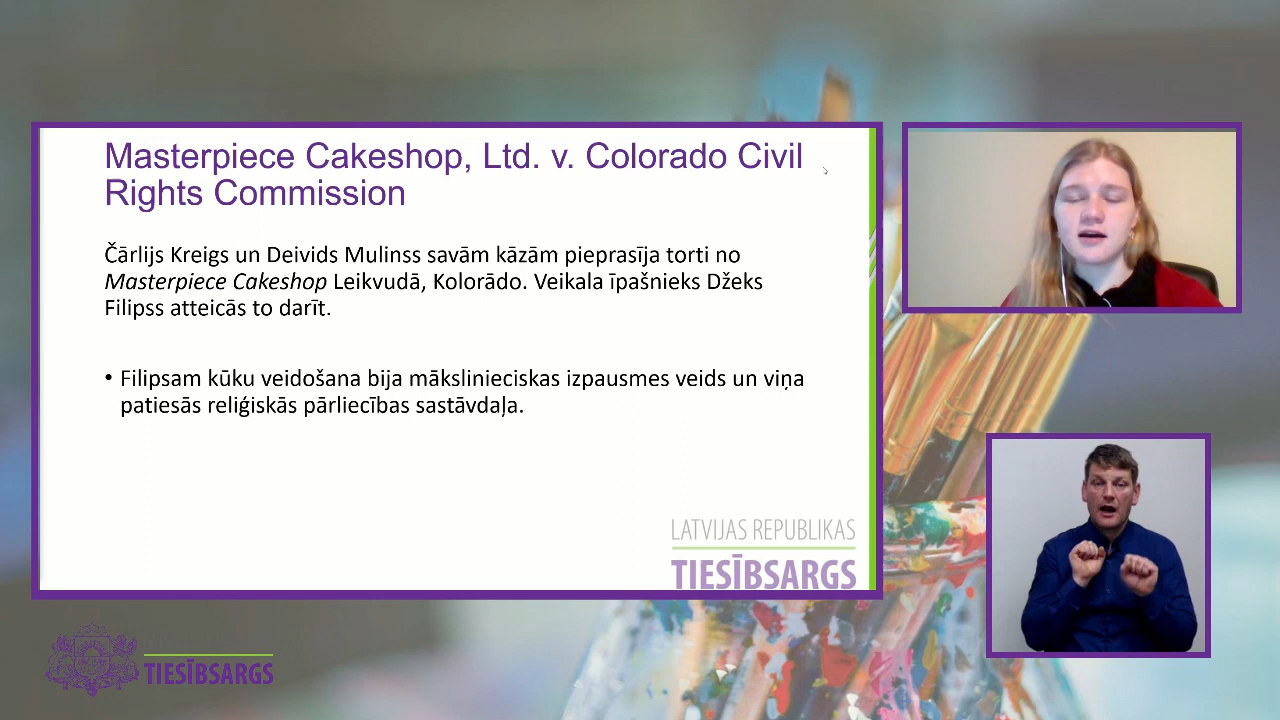 Masterpiece Cakeshop, Ltd. v. Colorado Civil
Rights Commission
Čārlijs Kreigs un Deivids Mulinss savām kāzām pieprasīja torti no
Masterpiece Cakeshop Leikvudā, Kolorādo. Veikala īpašnieks Džeks
Filipss atteicās to darīt.
• Filipsam kūku veidošana bija mākslinieciskas izpausmes veids un viņa
patiesās reliģiskās pārliecības sastāvdaļa.
LATVIJAS REPUBLIKAS
TIESĪBSARGS
TIESĪBSARGS